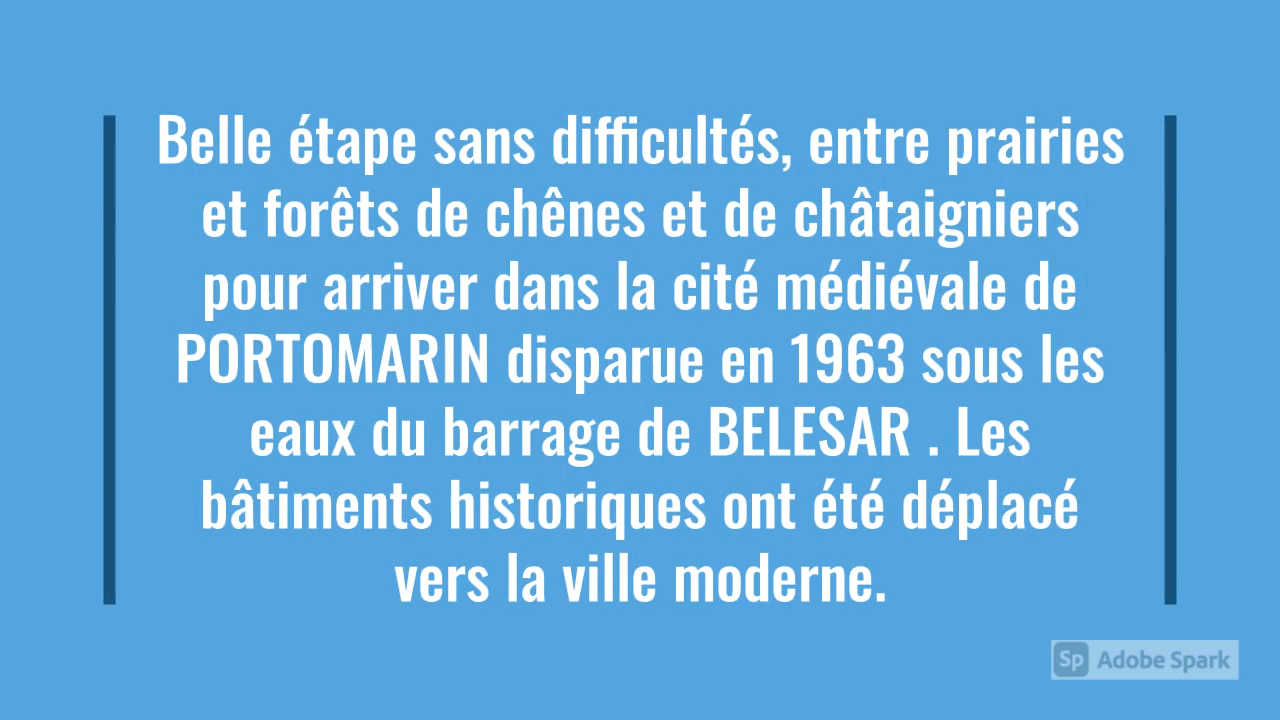 Belle étape sans difficultés, entre prairies
et forêts de chênes et de châtaigniers
pour arriver dans la cité médiévale de
PORTOMARIN disparue en 1963 sous les
eaux du barrage de BELESAR . Les
bâtiments historiques ont été déplacé
vers la ville moderne.
Sp Adobe Spark